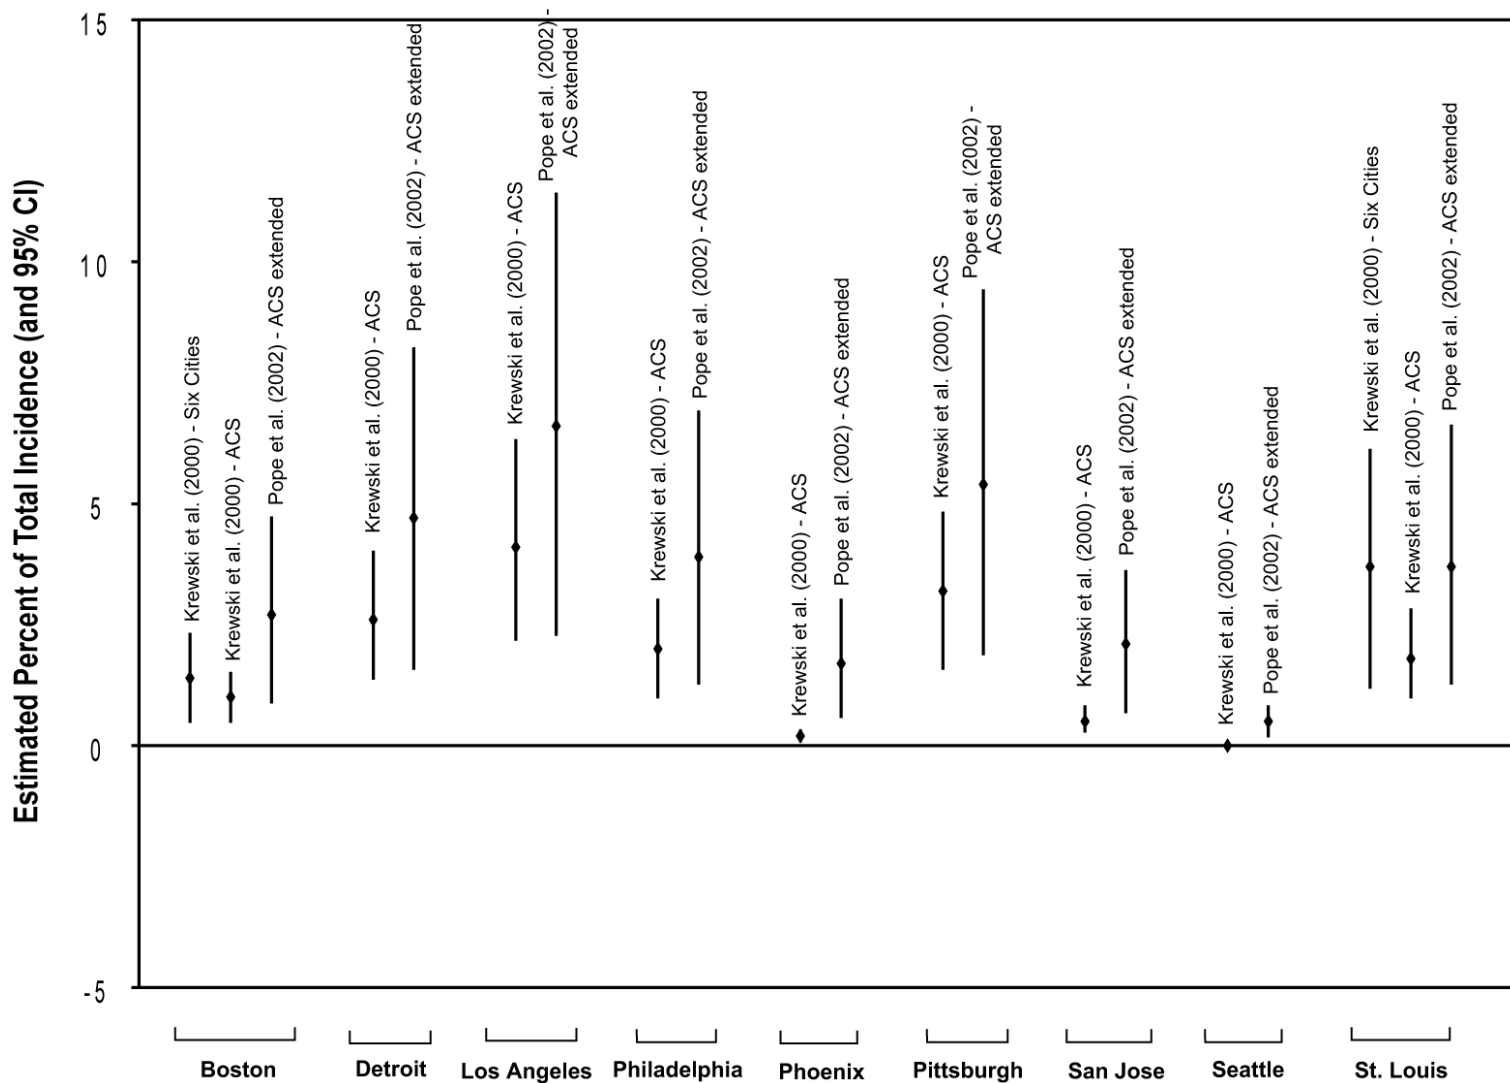 Estimated Percent of Total Incidence (and 95% CI)
15
10
5
0
-5
Krewski et al. (2000) - Six Cities
Krewski et al. (2000) - ACS
Pope et al. (2002) - ACS extended
Krewski et al. (2000) - ACS
Pope et al. (2002) - ACS extended
Krewski et al. (2000) - ACS
Pope et al. (2002) -
ACS extended
Krewski et al. (2000) - ACS
Pope et al. (2002) - ACS extended
Krewski et al. (2000) - ACS
Pope et al. (2002) - ACS extended
Krewski et al. (2000) - ACS
Pope et al. (2002) -
ACS extended
Krewski et al. (2000) - ACS
Pope et al. (2002) - ACS extended
Krewski et al. (2000) - ACS
Pope et al. (2002) - ACS extended
Krewski et al. (2000) - Six Cities
Krewski et al. (2000) - ACS
Pope et al. (2002) - ACS extended
Boston
Detroit
Los Angeles
Philadelphia
Phoenix
Pittsburgh
San Jose
Seattle
St. Louis